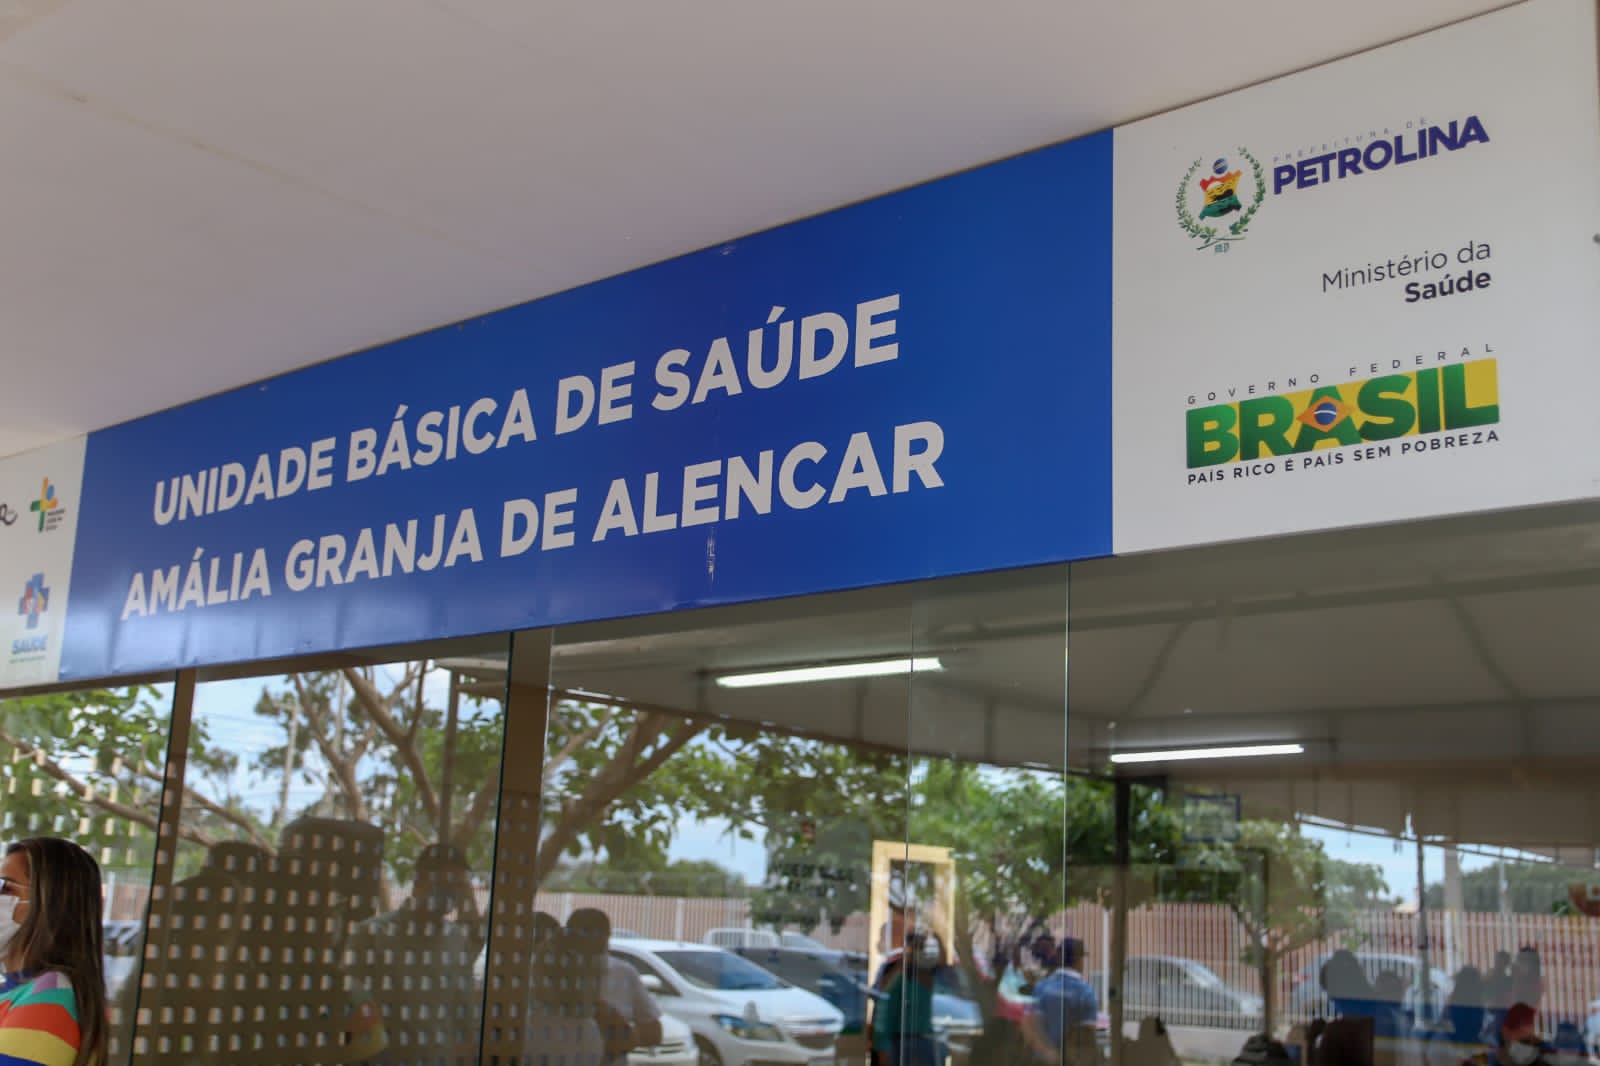 UNIDADE BÁSICA DE SAÚDE
AMÁLIA GRANJA DE ALENCAR
PREFEITURA DE
PETROLINA
Ministério da
Saúde
GOVERNO FEDERAL
BRASIL
PAÍS RICO É PAÍS SEM POBREZA
SAÚDE